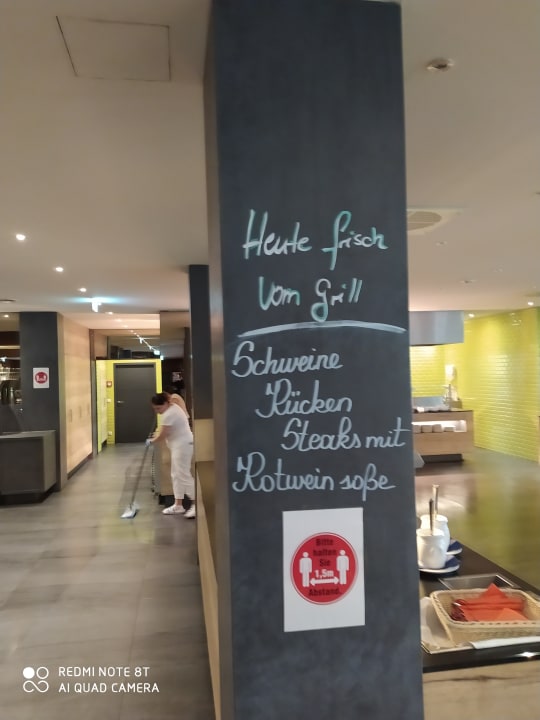 Heute frisch
Vom Grill
Schweine
Rücken
Steaks mit
Rotwein soße
Bitte
halten
Sie
1,5m
Abstand.
REDMI NOTE 8T
AI QUAD CAMERA